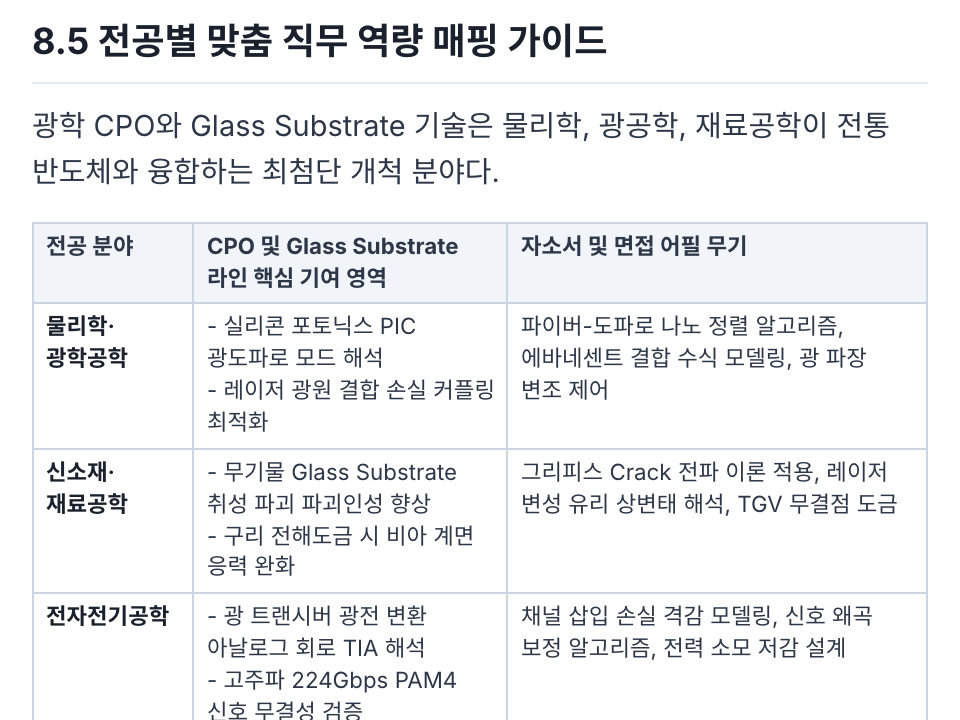 8.5 전공별 맞춤 직무 역량 매핑 가이드
광학 CPO와 Glass Substrate 기술은 물리학, 광공학, 재료공학이 전통
반도체와 융합하는 최첨단 개척 분야다.
전공 분야
CPO 및 Glass Substrate
라인 핵심 기여 영역
자소서 및 면접 어필 무기
물리학·
광학공학
- 실리콘 포토닉스 PIC
광도파로 모드 해석
- 레이저 광원 결합 손실 커플링
최적화
파이버-도파로 나노 정렬 알고리즘,
에바네센트 결합 수식 모델링, 광 파장
변조 제어
신소재·
재료공학
- 무기물 Glass Substrate
취성 파괴 파괴인성 향상
- 구리 전해도금 시 비아 계면
응력 완화
그리피스 Crack 전파 이론 적용, 레이저
변성 유리 상변태 해석, TGV 무결점 도금
전자전기공학
- 광 트랜시버 광전 변환
아날로그 회로 TIA 해석
- 고주파 224Gbps PAM4
신호 무결성 검증
채널 삽입 손실 격감 모델링, 신호 왜곡
보정 알고리즘, 전력 소모 저감 설계